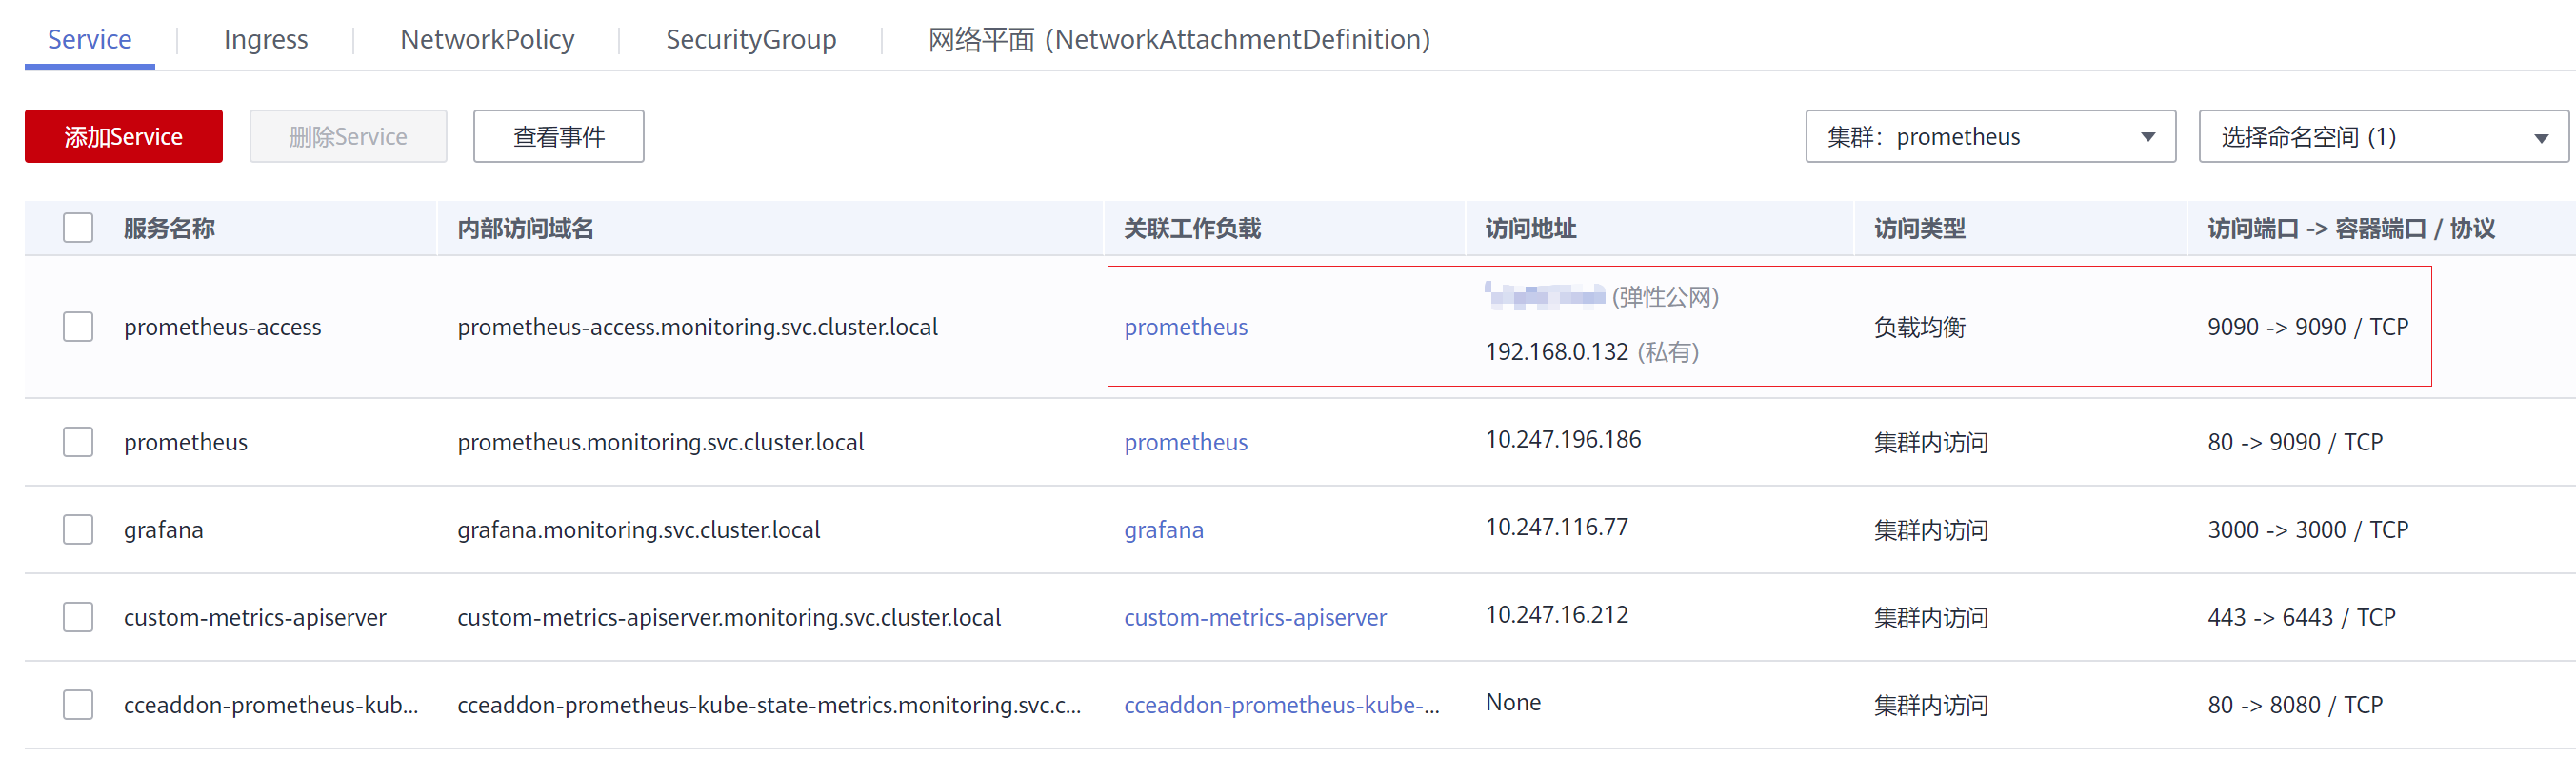 Service Ingress NetworkPolicy SecurityGroup 网络平面 (NetworkAttachmentDefinition)
添加Service 删除Service 查看事件 集群：prometheus 选择命名空间 (1)
服务名称 内部访问域名 关联工作负载 访问地址 访问类型 访问端口 -> 容器端口 / 协议
(弹性公网)
prometheus-access prometheus-access.monitoring.svc.cluster.local prometheus 负载均衡 9090 -> 9090 / TCP
192.168.0.132 (私有)
prometheus prometheus.monitoring.svc.cluster.local prometheus 10.247.196.186 集群内访问 80 -> 9090 / TCP
grafana grafana.monitoring.svc.cluster.local grafana 10.247.116.77 集群内访问 3000 -> 3000 / TCP
custom-metrics-apiserver custom-metrics-apiserver.monitoring.svc.cluster.local custom-metrics-apiserver 10.247.16.212 集群内访问 443 -> 6443 / TCP
cceaddon-prometheus-kub... cceaddon-prometheus-kube-state-metrics.monitoring.svc.c... cceaddon-prometheus-kube-... None 集群内访问 80 -> 8080 / TCP